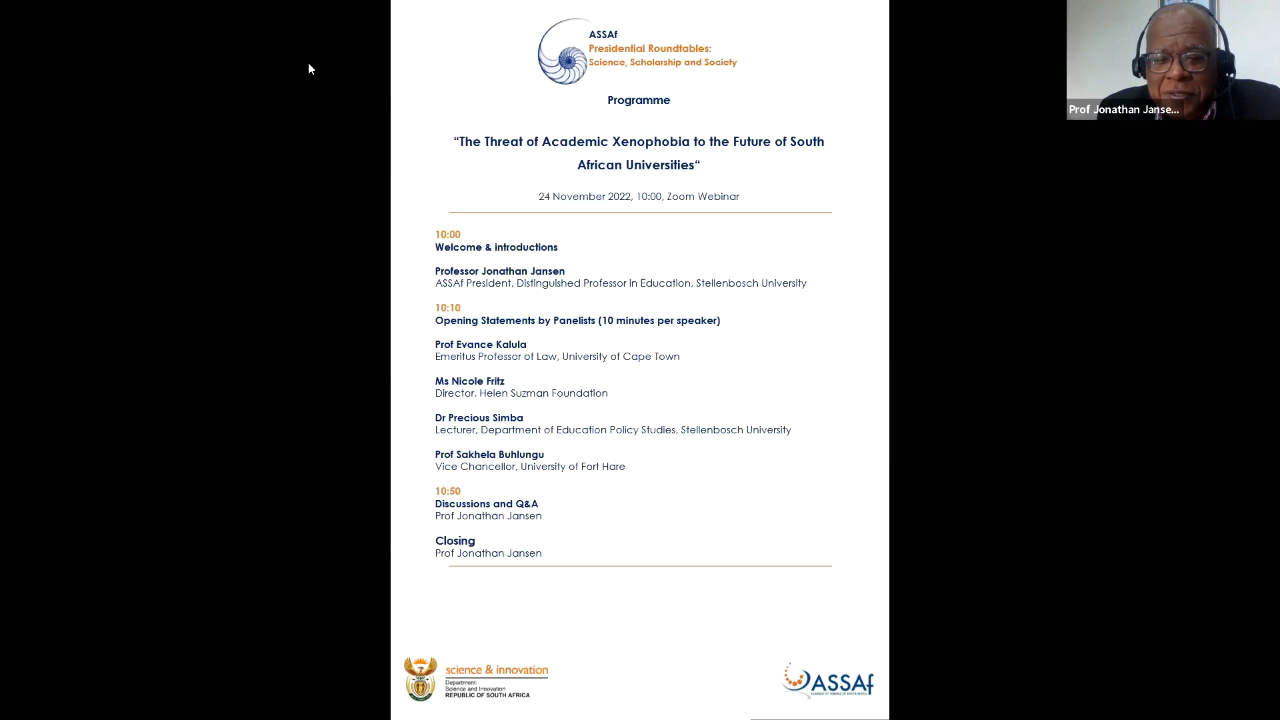 ASSAf
Presidential Roundtables:
Science, Scholarship and Society
Programme
"The Threat of Academic Xenophobia to the Future of South
African Universities"
24 November 2022, 10:00, Zoom Webinar
10:00
Welcome & introductions
Professor Jonathan Jansen
ASSAf President, Distinguished Professor in Education, Stellenbosch University
10:10
Opening Statements by Panelists (10 minutes per speaker)
Prof Evance Kalula
Emeritus Professor of Law, University of Cape Town
Ms Nicole Fritz
Director, Helen Suzman Foundation
Dr Precious Simba
Lecturer, Department of Education Policy Studies, Stellenbosch University
Prof Sakhela Buhlungu
Vice Chancellor, University of Fort Hare
10:50
Discussions and Q&A
Prof Jonathan Jansen
Closing
Prof Jonathan Jansen
science & innovation
Department:
Science and Innovation
REPUBLIC OF SOUTH AFRICA
ASSAf
ACADEMY OF SCIENCE OF SOUTH AFRICA
Prof Jonathan Janse...